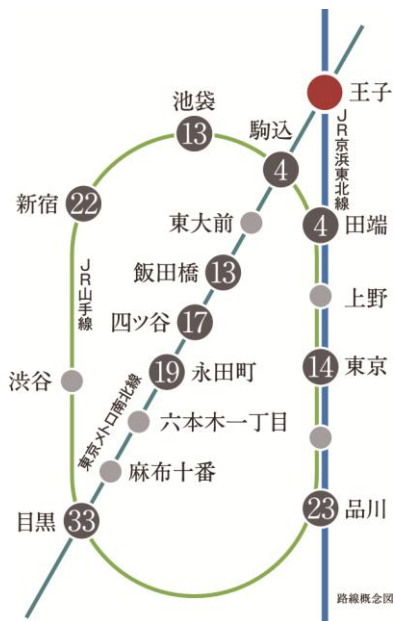 王子
JR京浜東北線
池袋
13
駒込
4
新宿
22
東大前
4
田端
飯田橋
13
JR山手線
上野
四ツ谷
17
渋谷
19
永田町
14
東京
東京メトロ南北線
六本木一丁目
麻布十番
目黒
33
23
品川
路線概念図